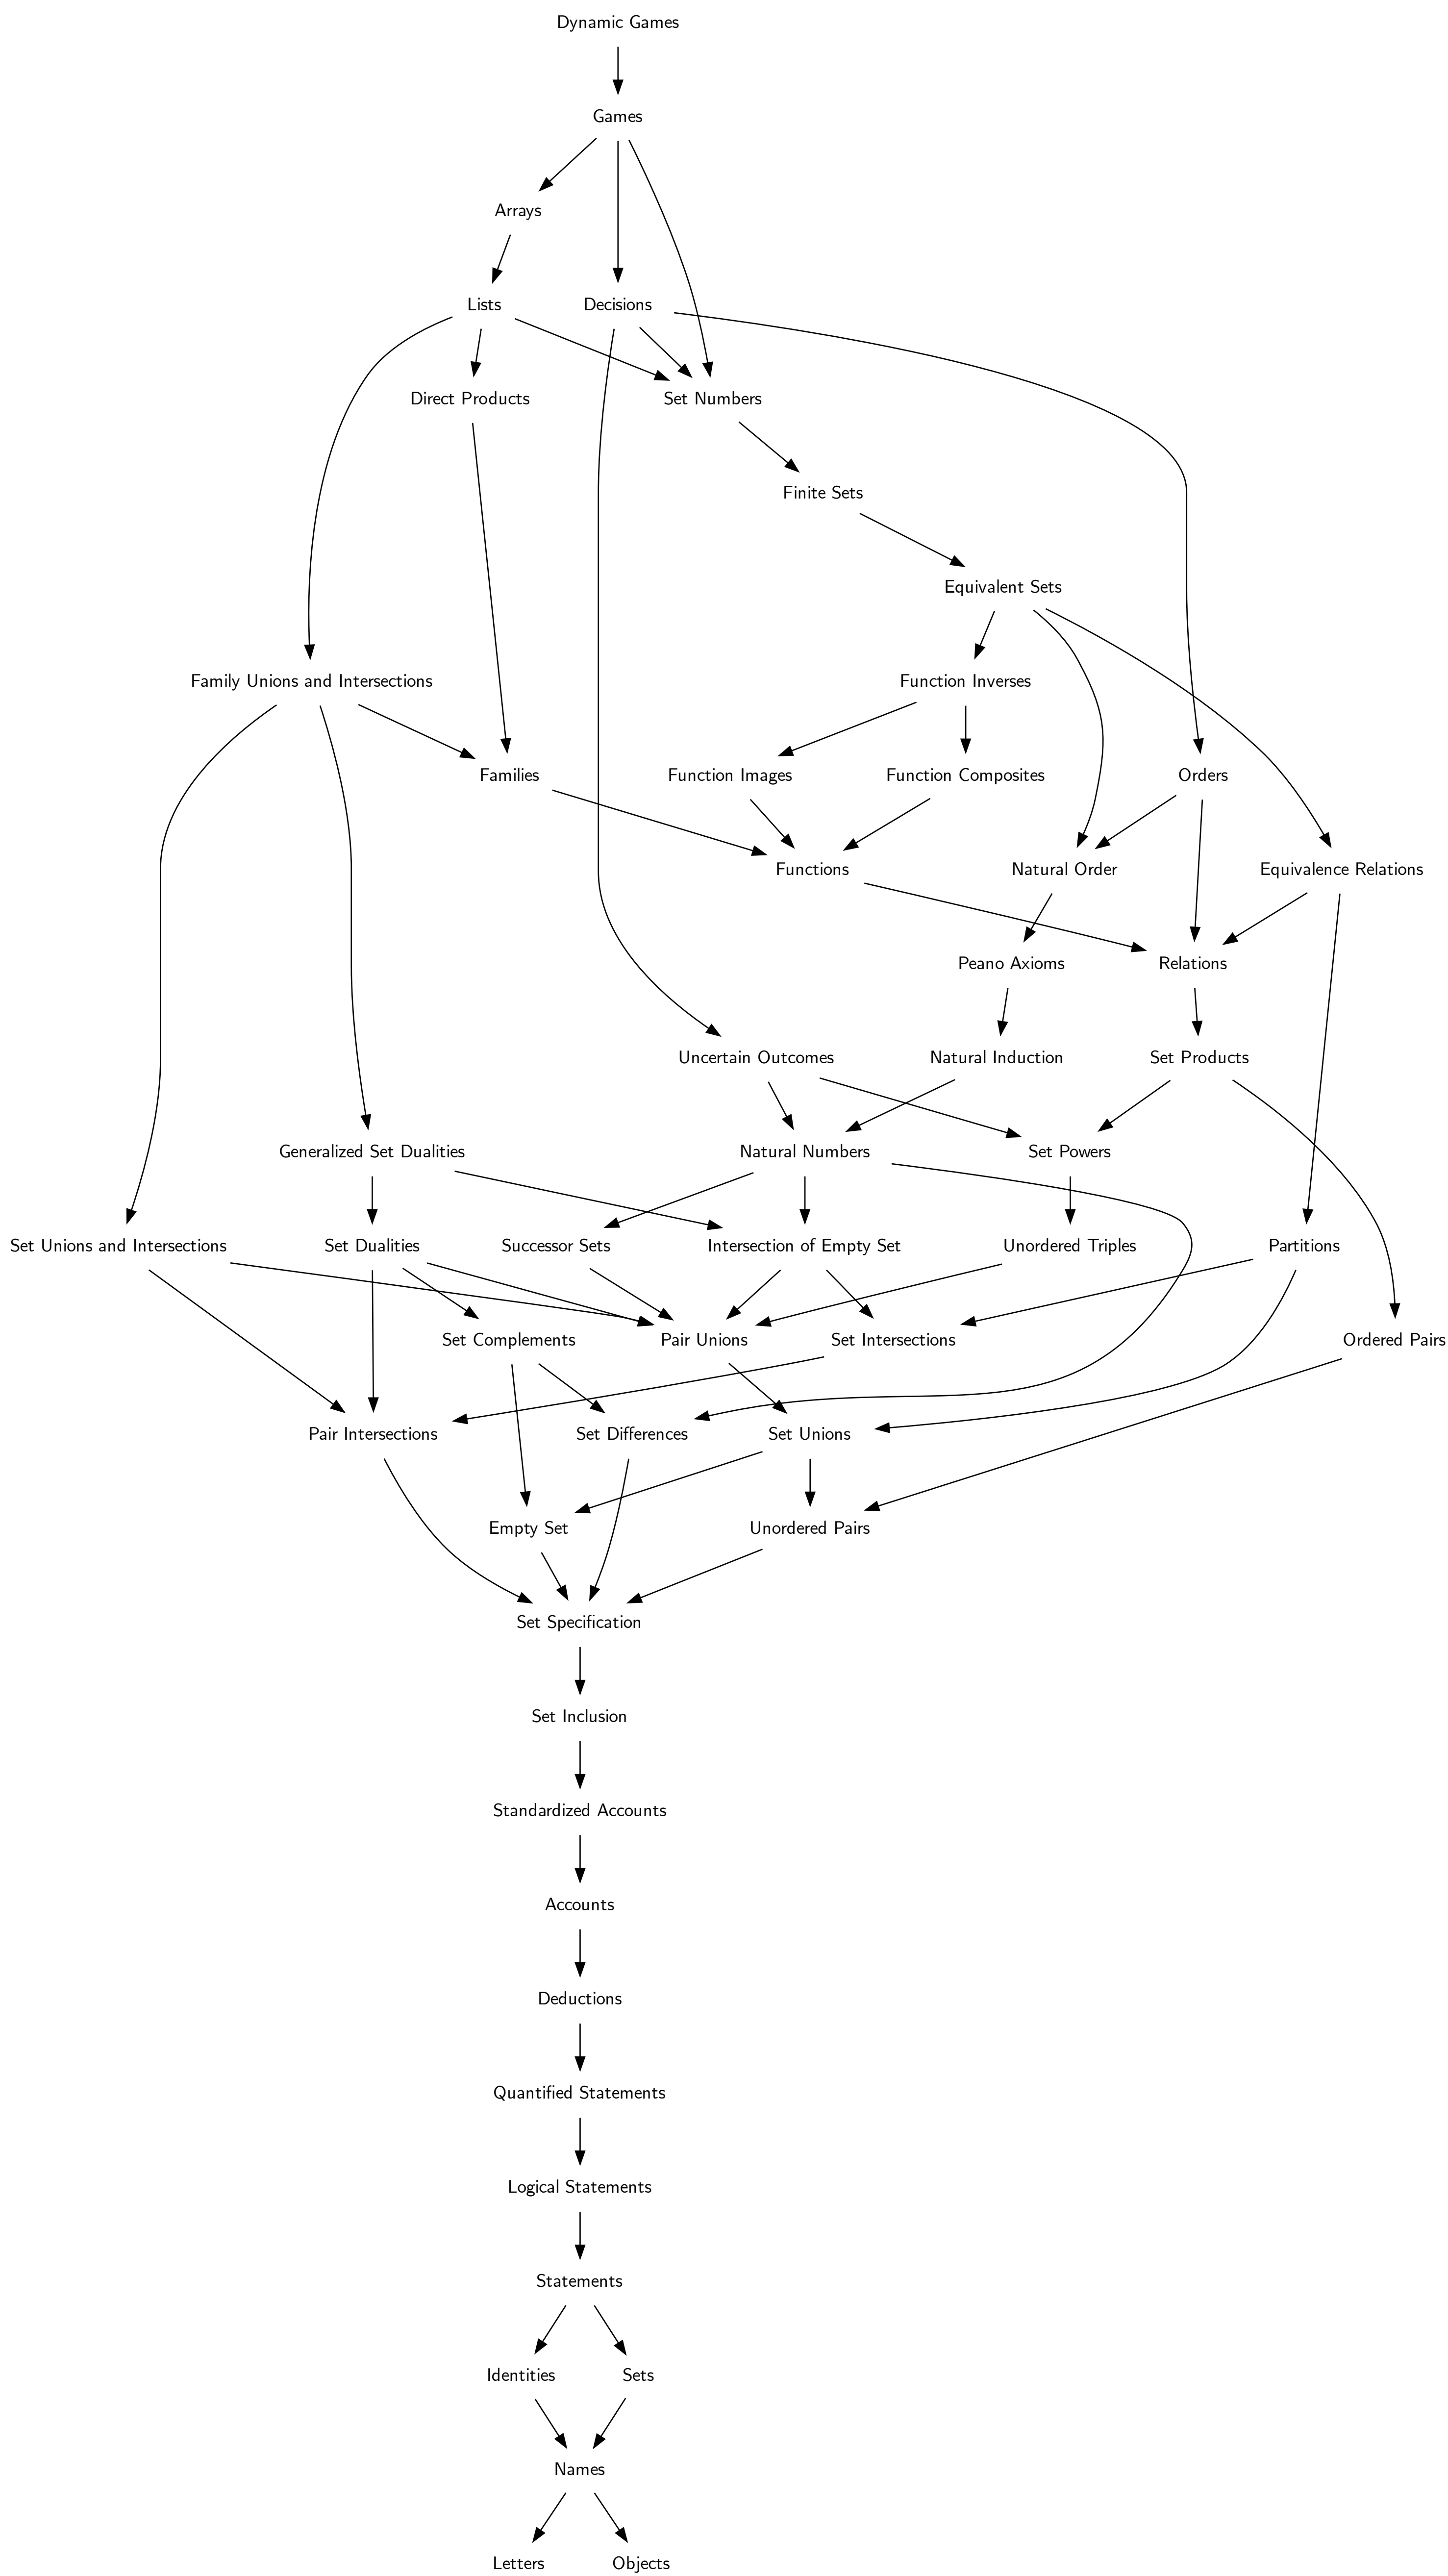 Dynamic Games
Games
Arrays
Lists
Decisions
Direct Products
Set Numbers
Finite Sets
Equivalent Sets
Family Unions and Intersections
Function Inverses
Families
Function Images
Function Composites
Orders
Functions
Natural Order
Equivalence Relations
Peano Axioms
Relations
Uncertain Outcomes
Natural Induction
Set Products
Generalized Set Dualities
Natural Numbers
Set Powers
Set Unions and Intersections
Set Dualities
Successor Sets
Intersection of Empty Set
Unordered Triples
Partitions
Set Complements
Pair Unions
Set Intersections
Ordered Pairs
Pair Intersections
Set Differences
Set Unions
Empty Set
Unordered Pairs
Set Specification
Set Inclusion
Standardized Accounts
Accounts
Deductions
Quantified Statements
Logical Statements
Statements
Identities
Sets
Names
Letters
Objects